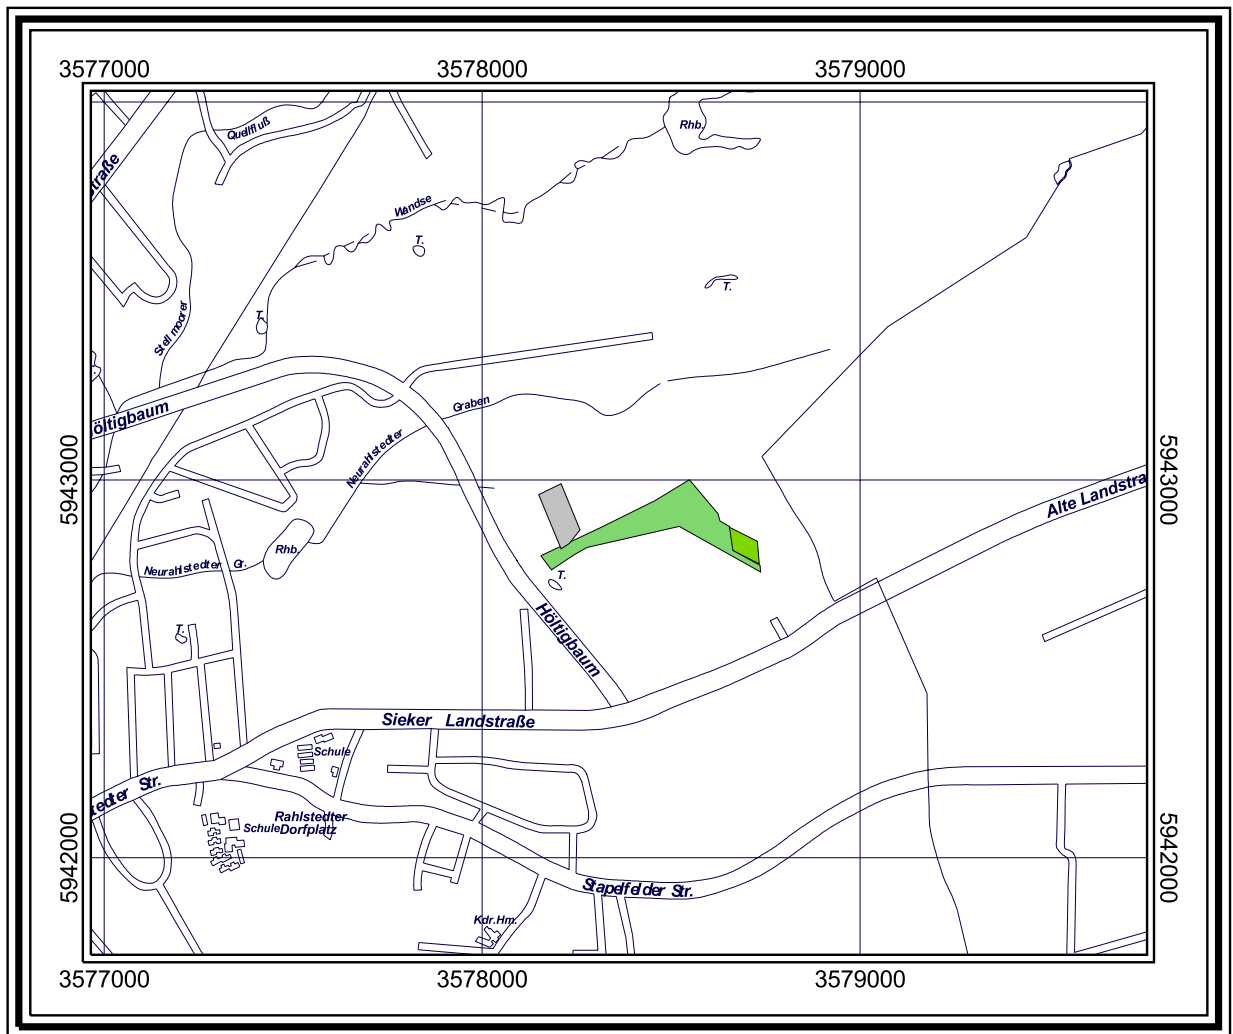 3577000 3578000 3579000
Rhb.
Quellfluß
Wandse
T.
T.
T.
Stellmoorer
Höltigbaum
Graben
Neurahlstedter
5943000
5943000
Alte Landstra
Rhb.
Neurahlstedter Gr.
T.
T.
Höltigbaum
Sieker Landstraße
Schule
tedter Str.
Rahlstedter
Dorfplatz
Schule
5942000
5942000
Stapelfelder Str.
Kdr.Hm.
3577000 3578000 3579000